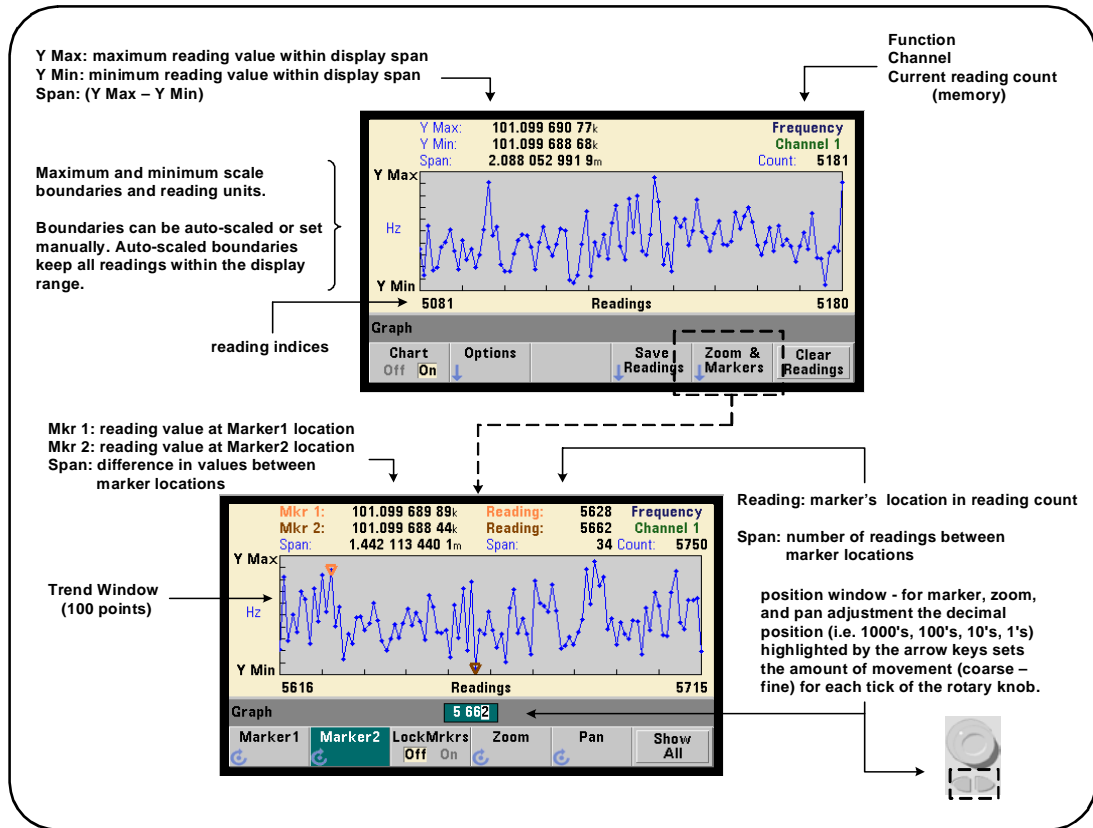 Y Max: maximum reading value within display span
Y Min: minimum reading value within display span
Span: (Y Max – Y Min)
Function
Channel
Current reading count
(memory)
Y Max: 101.099 690 77k Frequency
Y Min: 101.099 688 68k Channel 1
Span: 2.088 052 991 9m Count: 5181
Maximum and minimum scale
boundaries and reading units.
Boundaries can be auto-scaled or set
manually. Auto-scaled boundaries
keep all readings within the display
range.
Y Max
Hz
Y Min
5081 Readings 5180
reading indices
Graph
Chart Off On
Options
Save Readings
Zoom & Markers
Clear Readings
Mkr 1: reading value at Marker1 location
Mkr 2: reading value at Marker2 location
Span: difference in values between
marker locations
Mkr 1: 101.099 689 89k Reading: 5628 Frequency
Mkr 2: 101.099 688 44k Reading: 5662 Channel 1
Span: 1.442 113 440 1m Span: 34 Count: 5750
Reading: marker's location in reading count
Span: number of readings between
marker locations
Trend Window
(100 points)
Y Max
Hz
Y Min
5616 Readings 5715
position window - for marker, zoom,
and pan adjustment the decimal
position (i.e. 1000's, 100's, 10's, 1's)
highlighted by the arrow keys sets
the amount of movement (coarse –
fine) for each tick of the rotary knob.
Graph 5 662
Marker1
Marker2
LockMrkrs Off On
Zoom
Pan
Show All